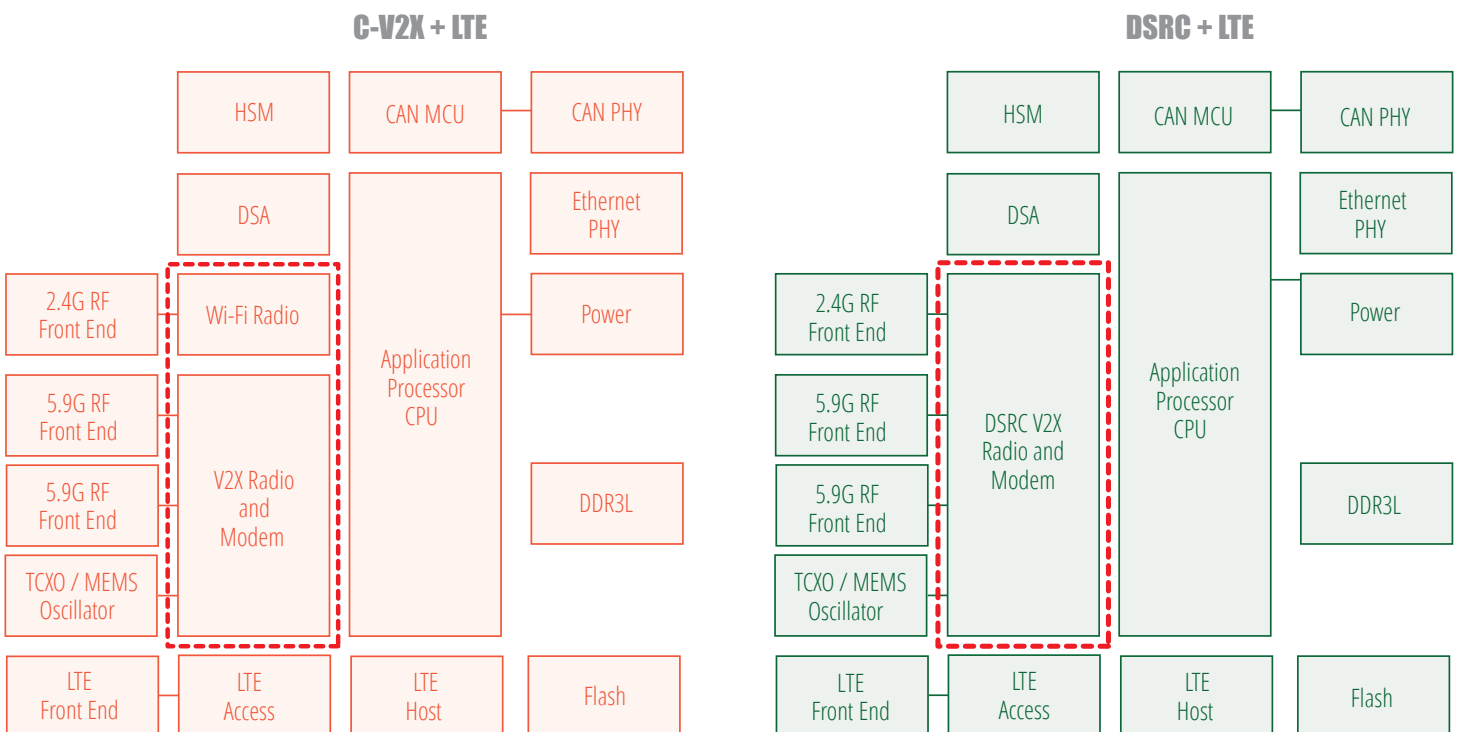 C-V2X + LTE
HSM
CAN MCU
CAN PHY
DSA
Ethernet
PHY
2.4G RF
Front End
Wi-Fi Radio
Application
Processor
CPU
Power
5.9G RF
Front End
V2X Radio
and
Modem
5.9G RF
Front End
DDR3L
TCXO / MEMS
Oscillator
LTE
Front End
LTE
Access
LTE
Host
Flash
DSRC + LTE
HSM
CAN MCU
CAN PHY
DSA
Ethernet
PHY
2.4G RF
Front End
DSRC V2X
Radio and
Modem
Application
Processor
CPU
Power
5.9G RF
Front End
5.9G RF
Front End
DDR3L
TCXO / MEMS
Oscillator
LTE
Front End
LTE
Access
LTE
Host
Flash